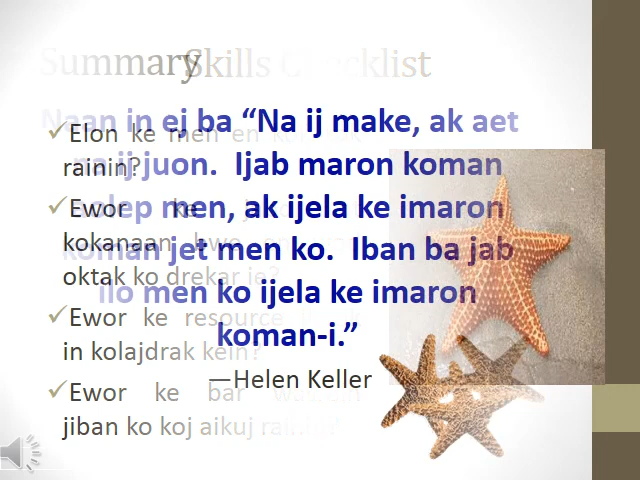 Summary
Skills Checklist
Naan in ej ba “Na ij make, ak aet
na ij juon. Ijab maron koman
aolep men, ak ijela ke imaron
koman jet men ko. Iban ba jab
ilo men ko ijela ke imaron
koman-i.”
—Helen Keller
Elon ke men en
rainin?
Ewor ke
kokanaan bwe
oktak ko drekar je?
Ewor ke resource
in kolajdrak kein?
Ewor ke bar
jiban ko koj aikuj